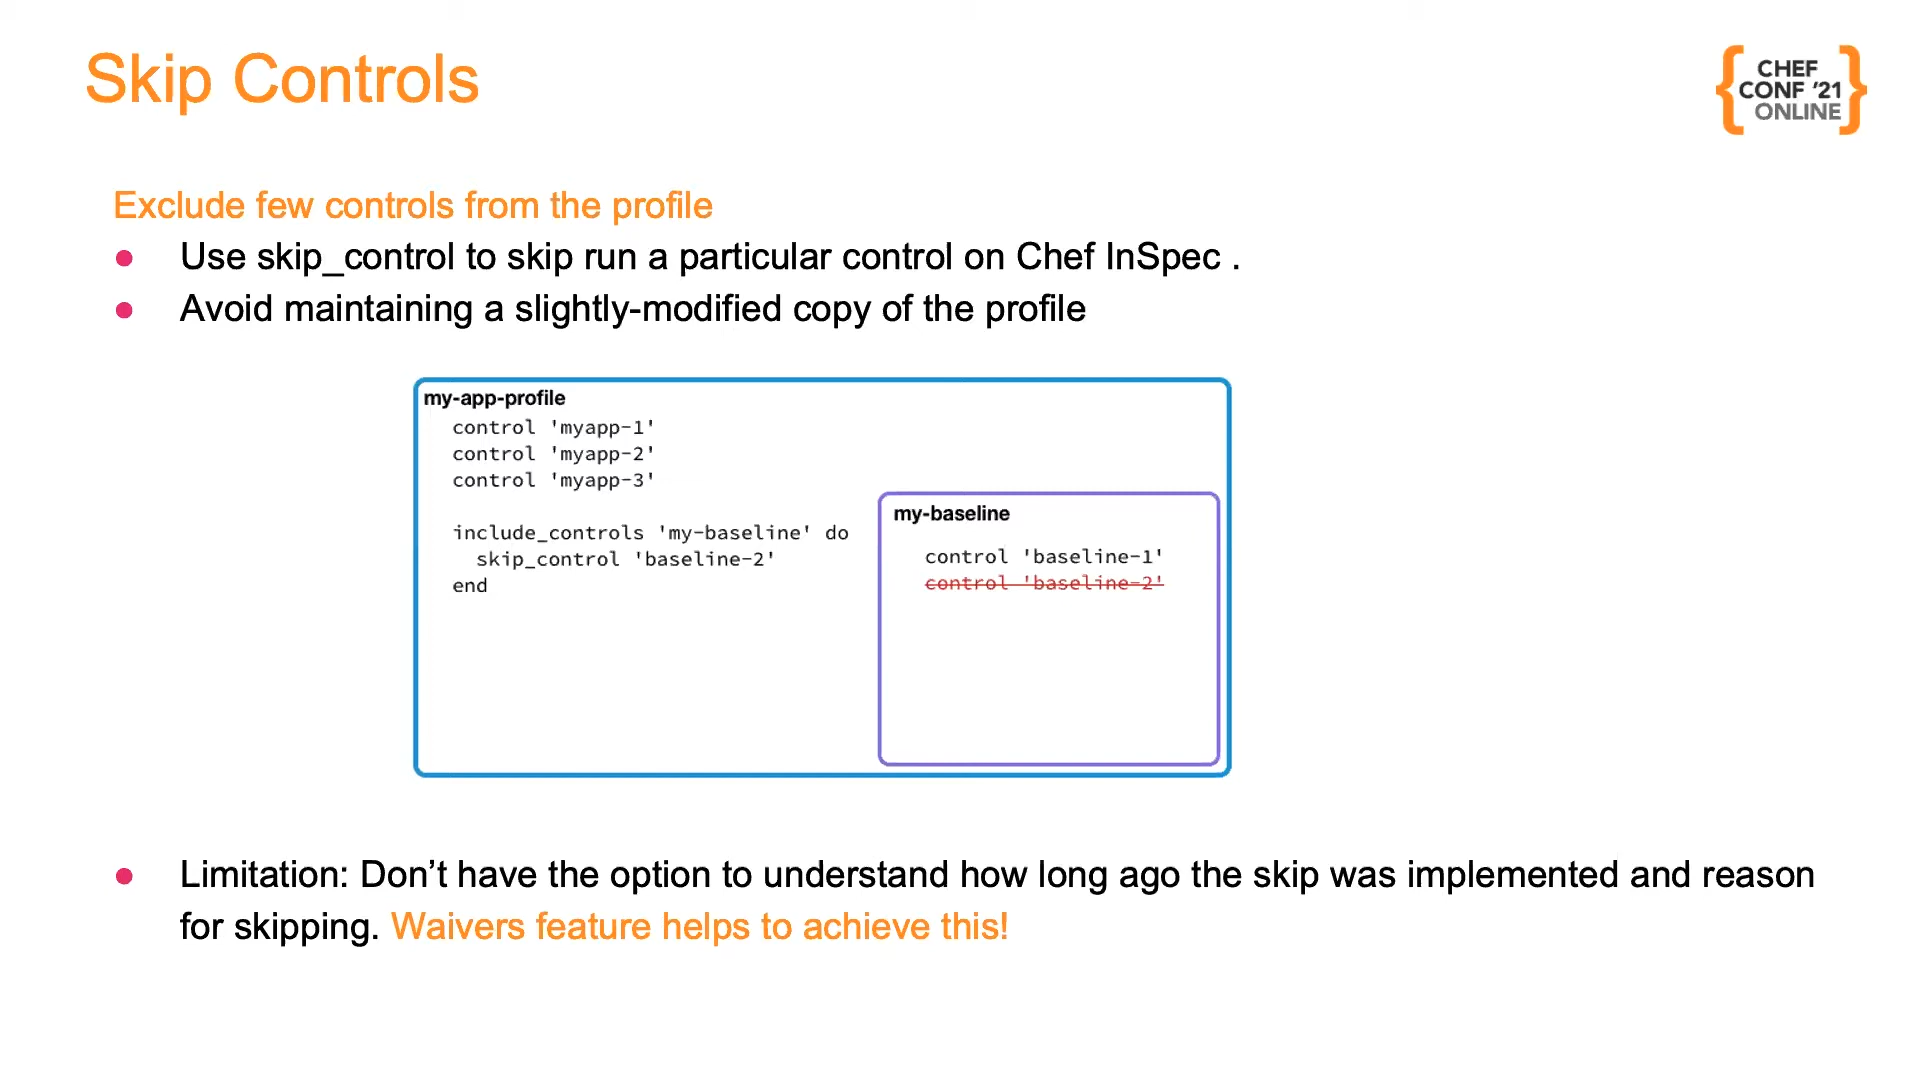 Skip Controls
CHEF
CONF '21
ONLINE
Exclude few controls from the profile
● Use skip_control to skip run a particular control on Chef InSpec .
● Avoid maintaining a slightly-modified copy of the profile
my-app-profile
control 'myapp-1'
control 'myapp-2'
control 'myapp-3'
include_controls 'my-baseline' do
skip_control 'baseline-2'
end
my-baseline
control 'baseline-1'
control 'baseline-2'
● Limitation: Don’t have the option to understand how long ago the skip was implemented and reason
for skipping. Waivers feature helps to achieve this!